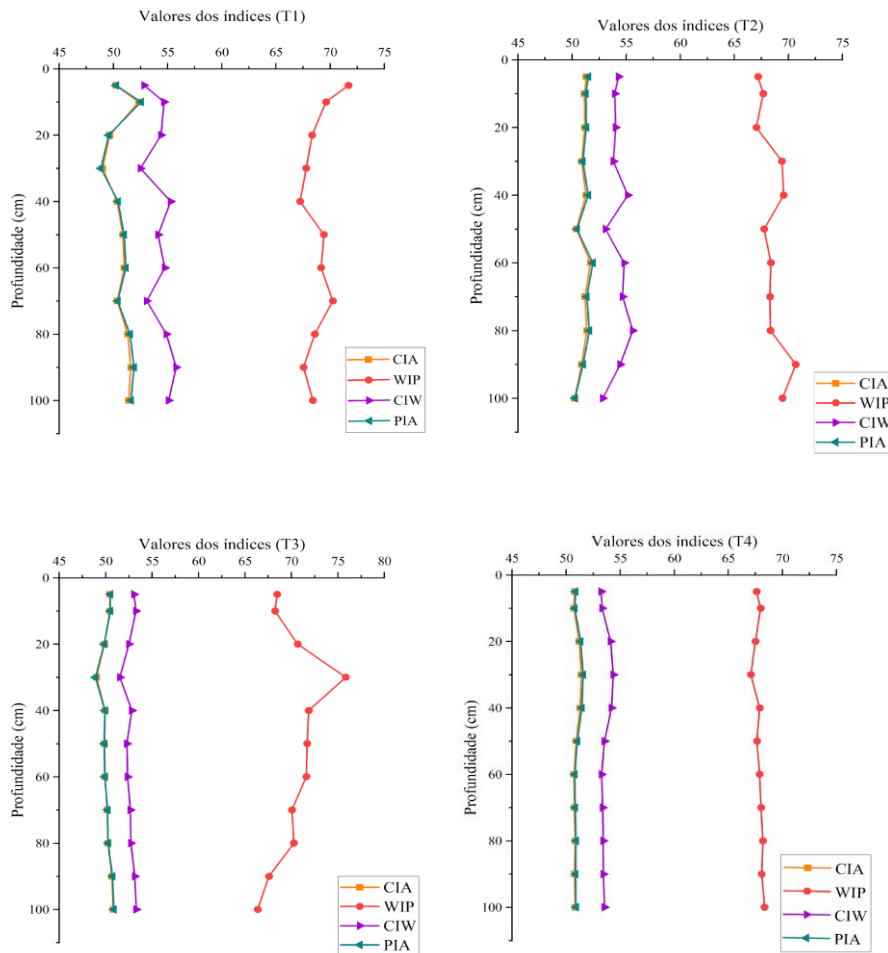 Valores dos índices (T1)
45 50 55 60 65 70 75
0
20
40
60
80
100
Profundidade (cm)
CIA
WIP
CIW
PIA
Valores dos índices (T2)
45 50 55 60 65 70 75
0
20
40
60
80
100
Profundidade (cm)
CIA
WIP
CIW
PIA
Valores dos índices (T3)
45 50 55 60 65 70 75 80
0
20
40
60
80
100
Profundidade (cm)
CIA
WIP
CIW
PIA
Valores dos índices (T4)
45 50 55 60 65 70 75
0
20
40
60
80
100
Profundidade (cm)
CIA
WIP
CIW
PIA